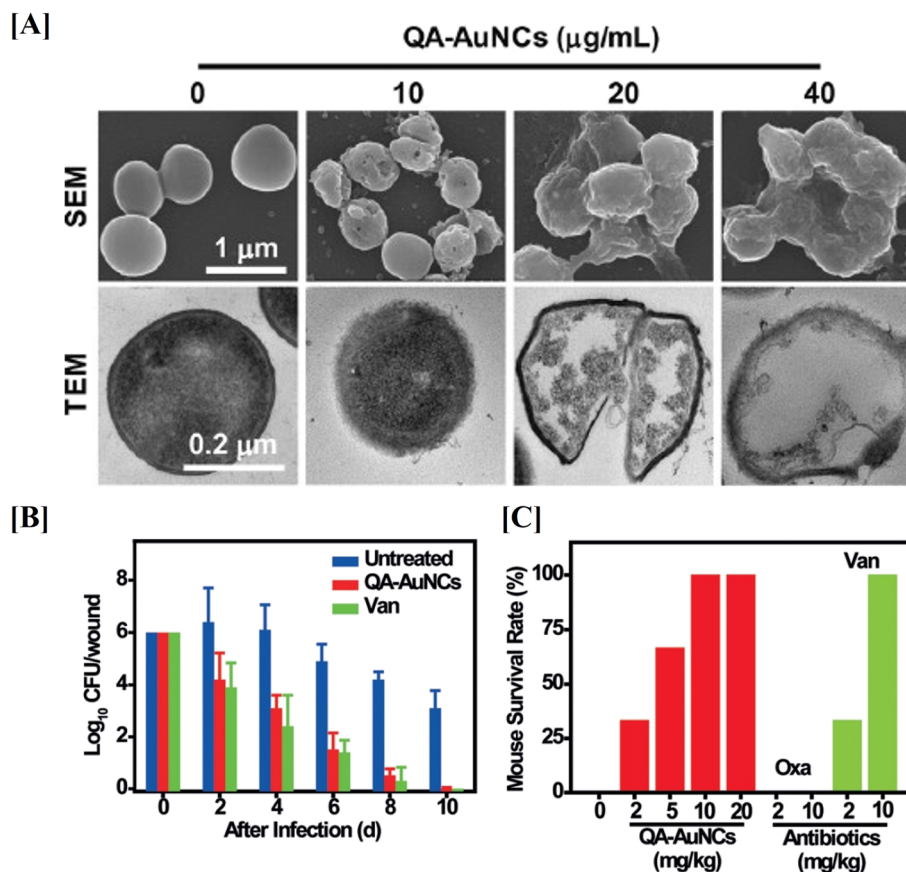 [A]
QA-AuNCs (μg/mL)
0 10 20 40
SEM
1 μm
TEM
0.2 μm
[B]
Log₁₀ CFU/wound
8
6
4
2
0
Untreated
QA-AuNCs
Van
0 2 4 6 8 10
After Infection (d)
[C]
Mouse Survival Rate (%)
100
75
50
25
0
Van
Oxa
0 2 5 10 20 2 10 2 10
QA-AuNCs Antibiotics
(mg/kg) (mg/kg)